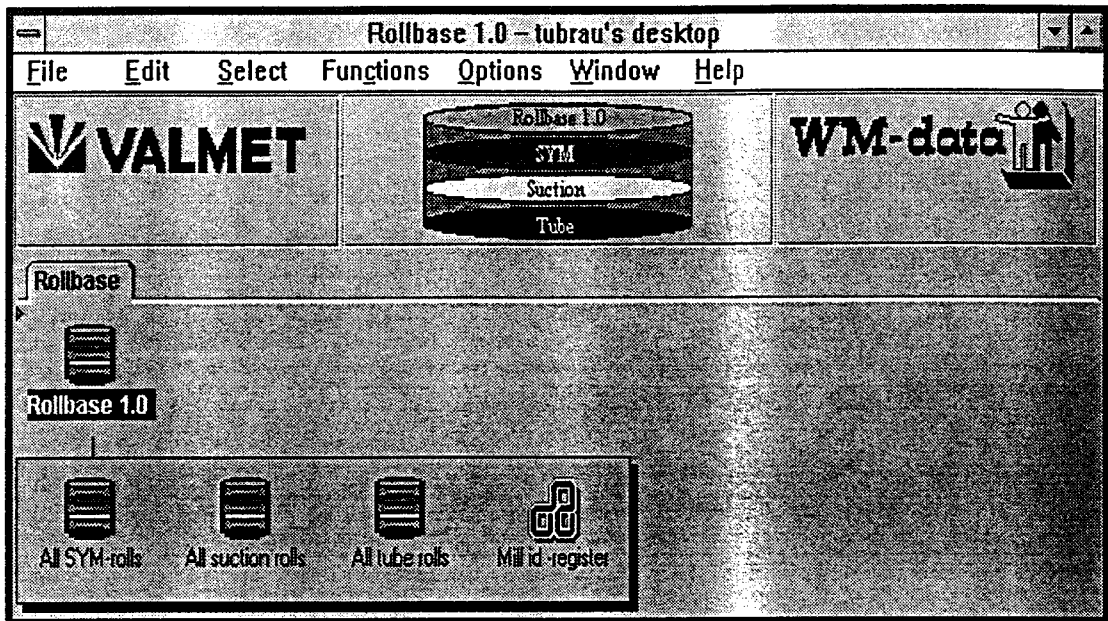 Rollbase 1.0 – tubrau's desktop
File Edit Select Functions Options Window Help
VALMET
Rollbase 1.0
SYM
Suction
Tube
WM-data
Rollbase
Rollbase 1.0
All SYM-rolls All suction rolls All tube rolls Mill id -register